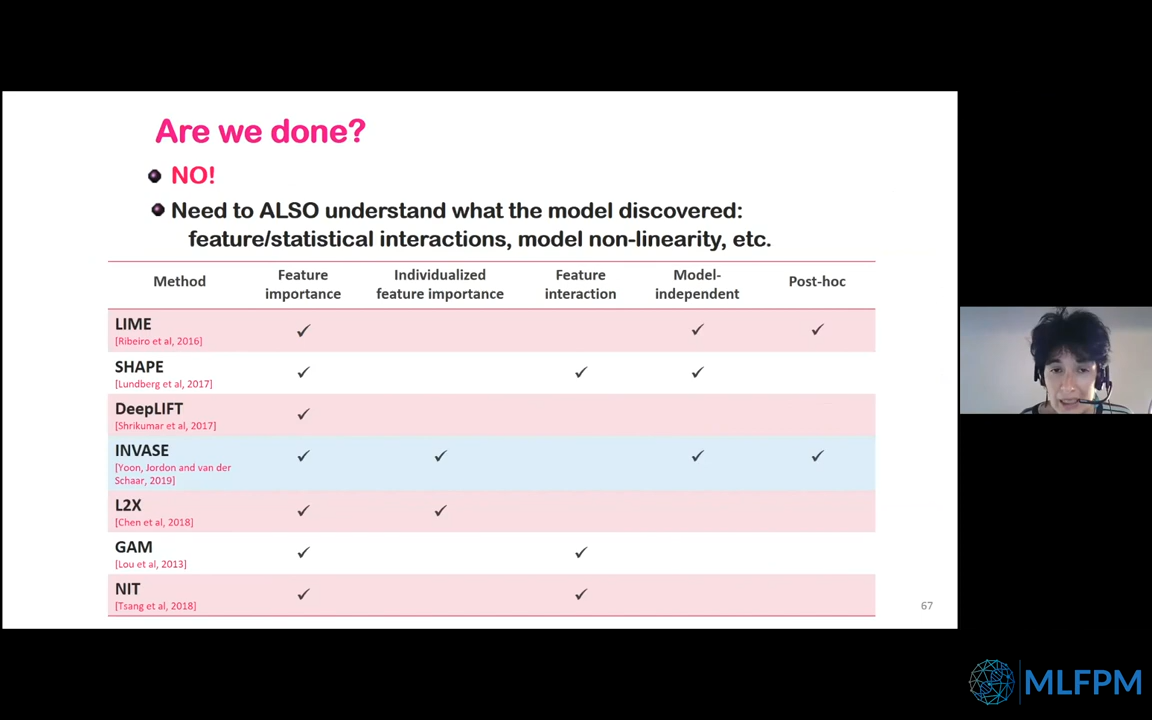 Are we done?
NO!
Need to ALSO understand what the model discovered:
feature/statistical interactions, model non-linearity, etc.
Method Feature importance Individualized feature importance Feature interaction Model-independent Post-hoc
LIME ✓ ✓ ✓
[Ribeiro et al, 2016]
SHAPE ✓ ✓ ✓
[Lundberg et al, 2017]
DeepLIFT ✓
[Shrikumar et al, 2017]
INVASE ✓ ✓ ✓ ✓
[Yoon, Jordon and van der
Schaar, 2019]
L2X ✓ ✓
[Chen et al, 2018]
GAM ✓ ✓
[Lou et al, 2013]
NIT ✓ ✓
[Tsang et al, 2018]
67
MLFPM